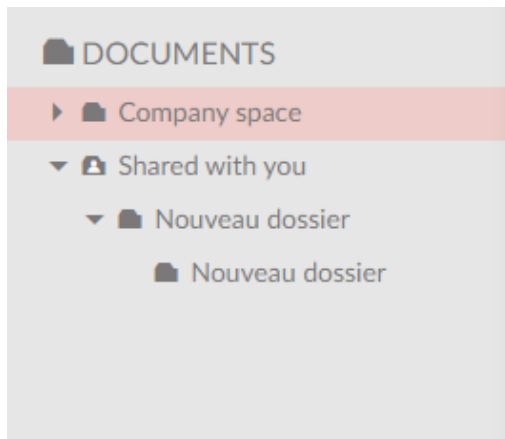 DOCUMENTS
Company space
Shared with you
Nouveau dossier
Nouveau dossier